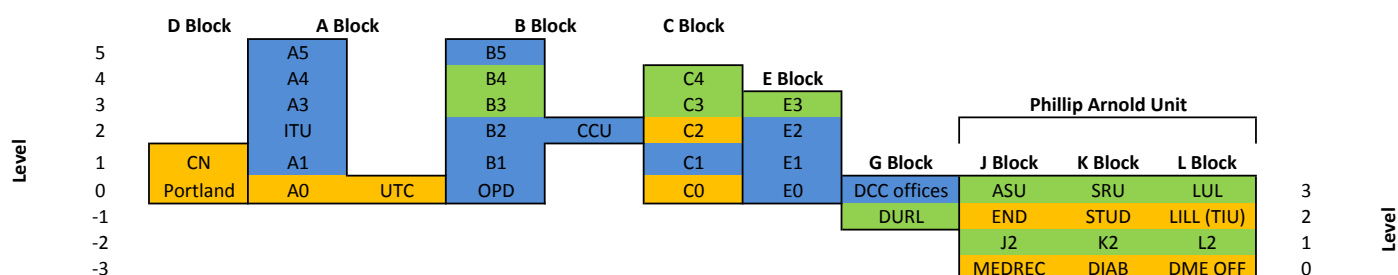 D Block A Block B Block C Block
5 A5 B5
4 A4 B4 C4 E Block
3 A3 B3 C3 E3 Phillip Arnold Unit
2 ITU B2 CCU C2 E2
Level
1 CN A1 B1 C1 E1 G Block J Block K Block L Block
0 Portland A0 UTC OPD C0 E0 DCC offices ASU SRU LUL 3
-1 DURL END STUD LILL (TIU) 2
Level
-2 J2 K2 L2 1
-3 MEDREC DIAB DME OFF 0